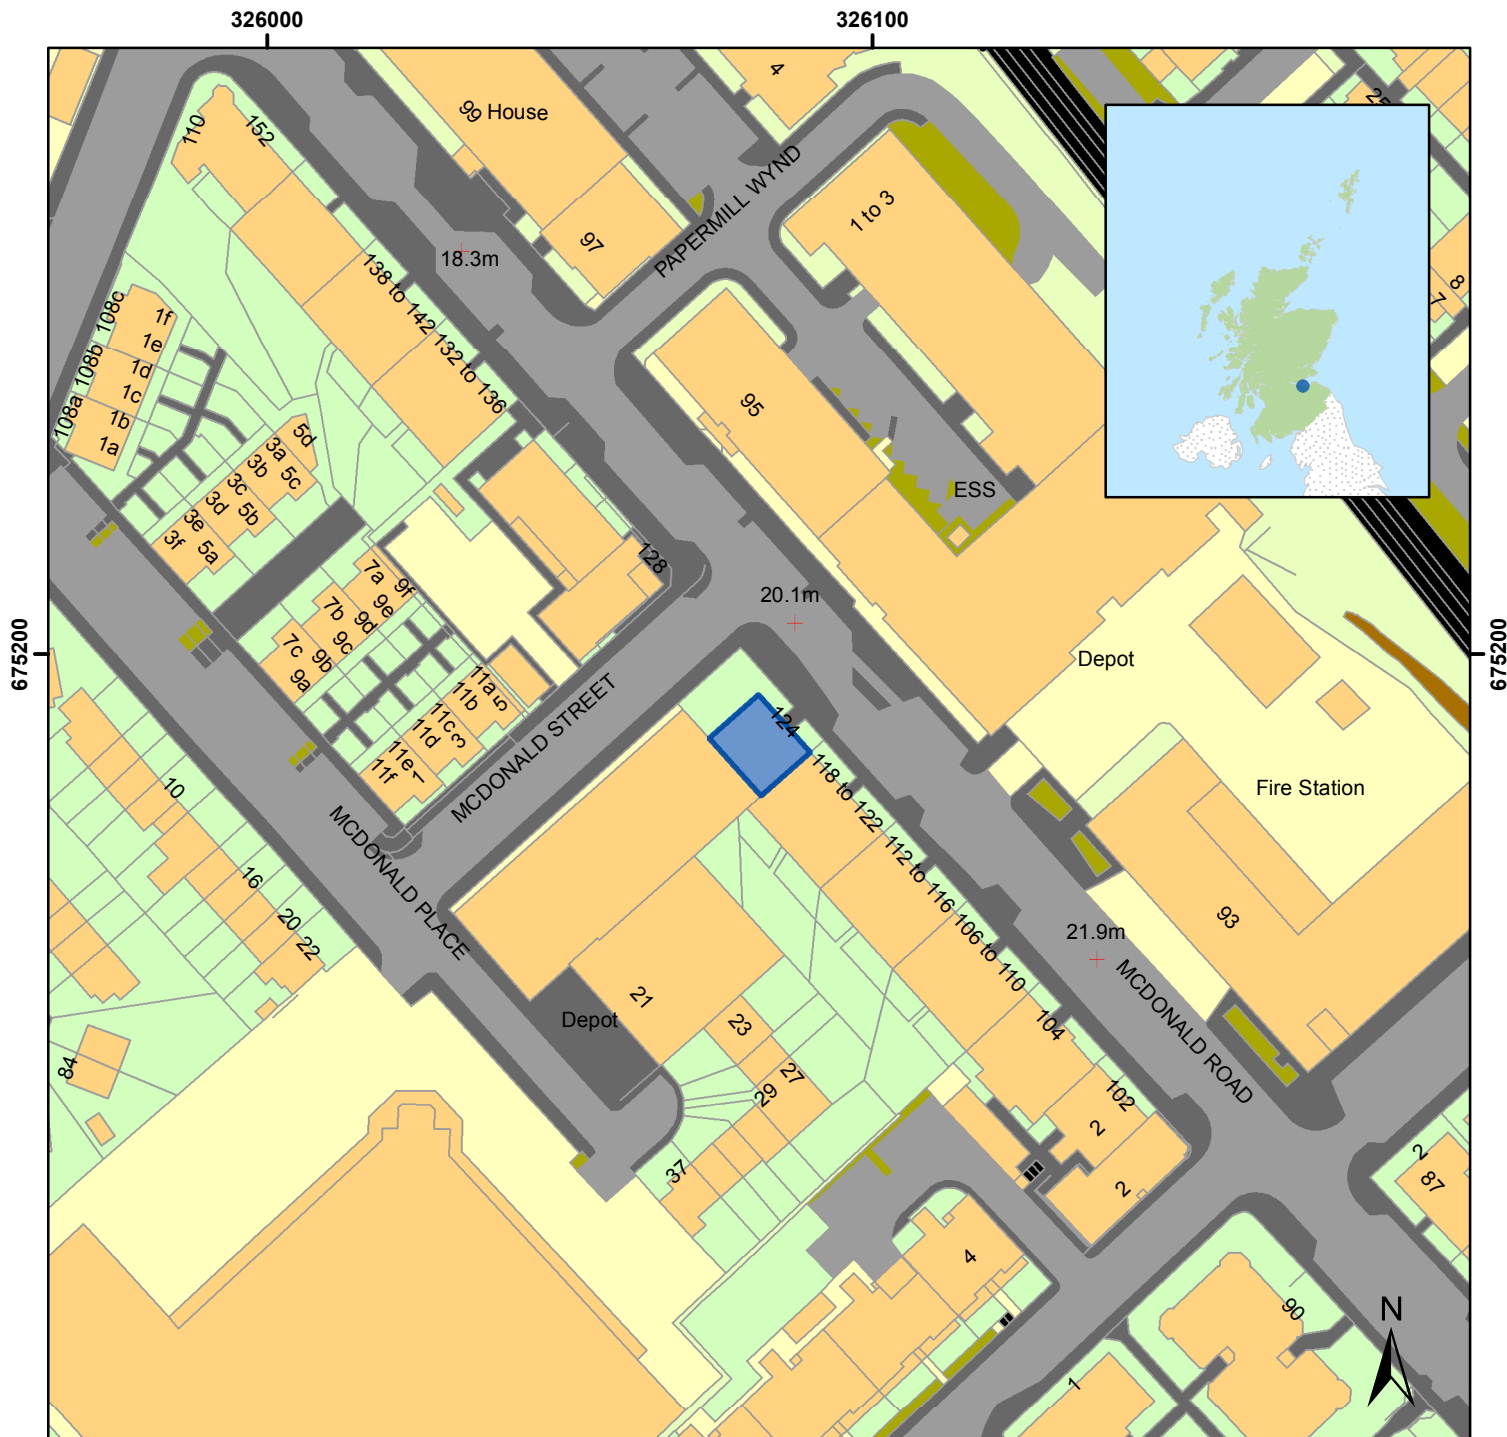 326000
326100
675200
675200
110
152
99 House
97
4
PAPERMILL WYND
1 to 3
25
8
7
18.3m
138 to 142
132 to 136
108c
108b
108a
1f
1e
1d
1c
1b
1a
5d
3a
5c
3b
3c
5b
3d
3e
5a
3f
95
ESS
128
20.1m
7a
9f
9e
7b
9d
9c
7c
9b
9a
11a
5
11b
11c
3
11d
11e
1
11f
MCDONALD STREET
MCDONALD PLACE
Depot
Fire Station
124
118 to 122
112 to 116
106 to 110
104
102
2
2
93
21.9m
MCDONALD ROAD
10
16
20
22
84
21
Depot
23
27
29
37
4
2
87
90
1
N